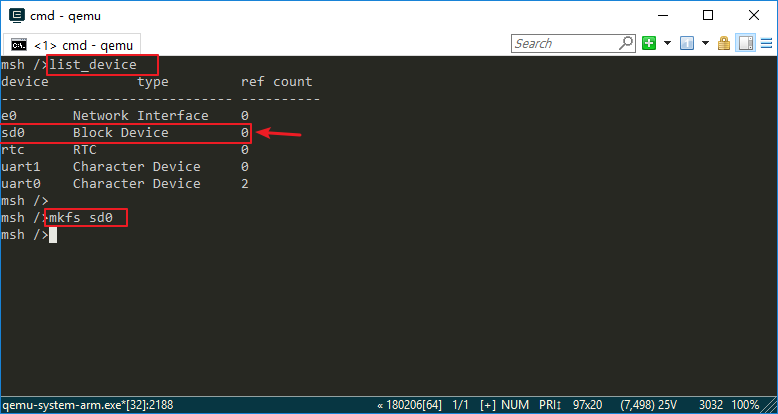 cmd - qemu
<1> cmd - qemu
Search
msh />list_device
device             type         ref count
-------- -------------------- ----------
e0       Network Interface    0
sd0      Block Device         0
rtc      RTC                  0
uart1    Character Device     0
uart0    Character Device     2
msh />
msh />mkfs sd0
msh />
qemu-system-arm.exe*[32]:2188 « 180206[64] 1/1 [+] NUM PRI↕ 97x20 (7,498) 25V 3032 100%